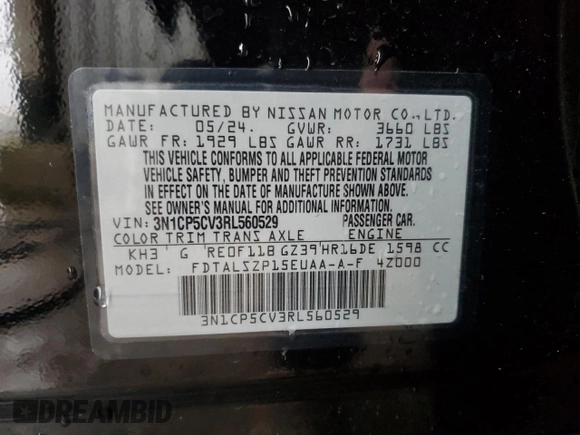 MANUFACTURED BY NISSAN MOTOR CO., LTD.
DATE: 05/24. GVWR: 3660 LBS
GAWR FR: 1929 LBS GAWR RR: 1731 LBS
THIS VEHICLE CONFORMS TO ALL APPLICABLE FEDERAL MOTOR
VEHICLE SAFETY, BUMPER AND THEFT PREVENTION STANDARDS
IN EFFECT ON THE DATE OF MANUFACTURE SHOWN ABOVE.
SEE OWNER'S MANUAL FOR ADDITIONAL INFORMATION.
VIN: 3N1CP5CV3RL560529 PASSENGER CAR.
COLOR TRIM TRANS AXLE ENGINE
KH3 G RE0F11B GZ39 HR16DE 1598 CC
MODEL: FDTALSZP15EUAA-A-F 4Z000
3N1CP5CV3RL560529
DREAMBID